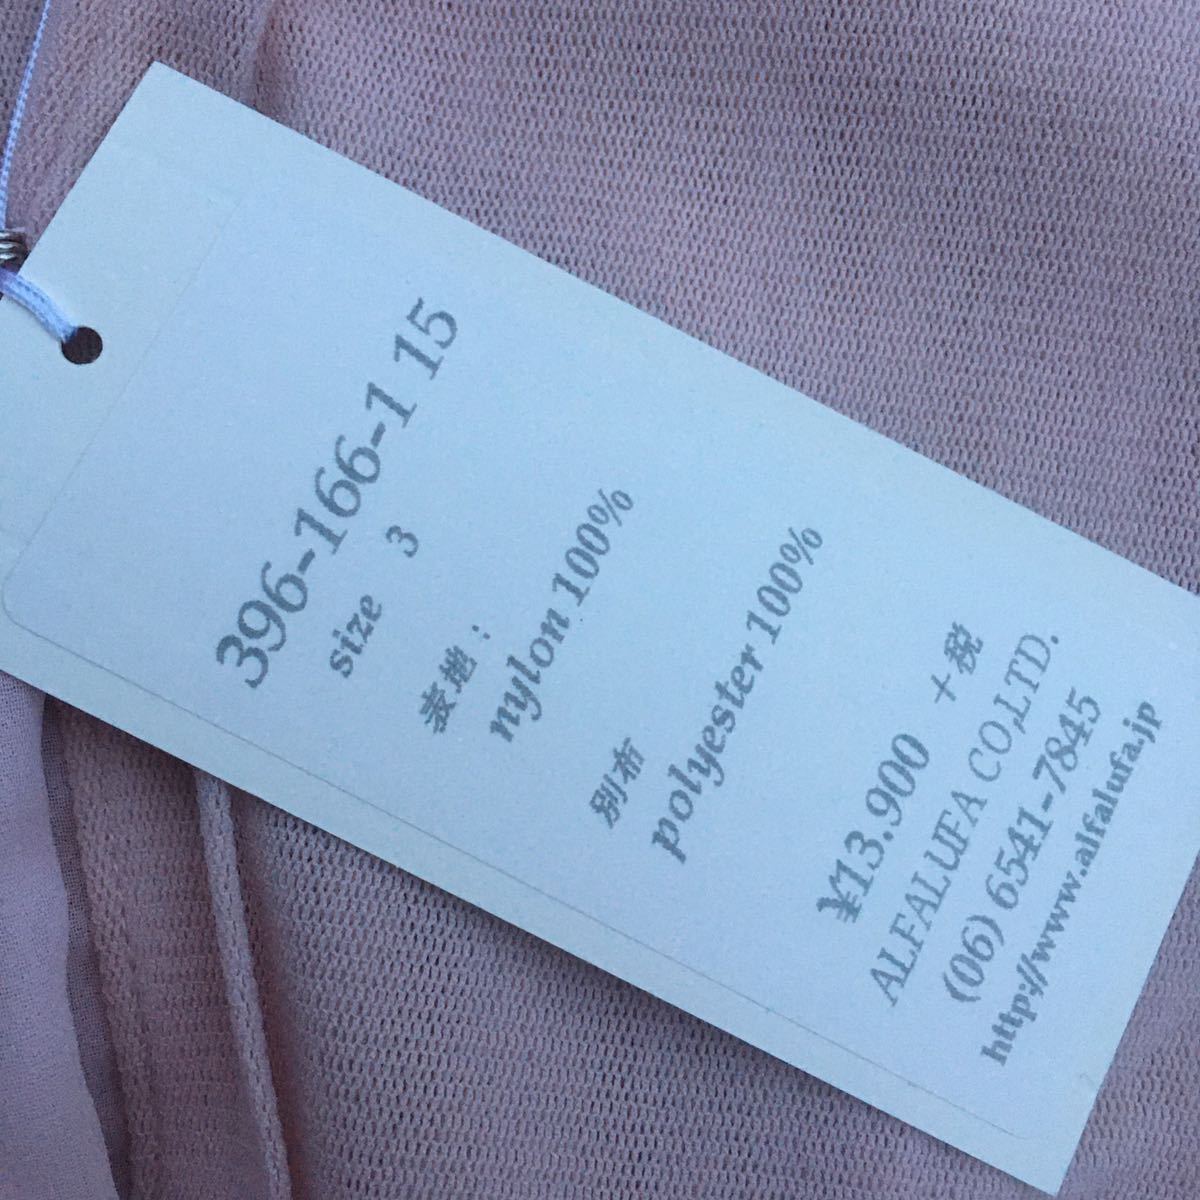 396-166-1 15
size 3
表地：
nylon 100%
別布
polyester 100%
¥13.900 +税
ALFALUFA CO,LTD.
(06) 6541-7845
http://www.alfalufa.jp